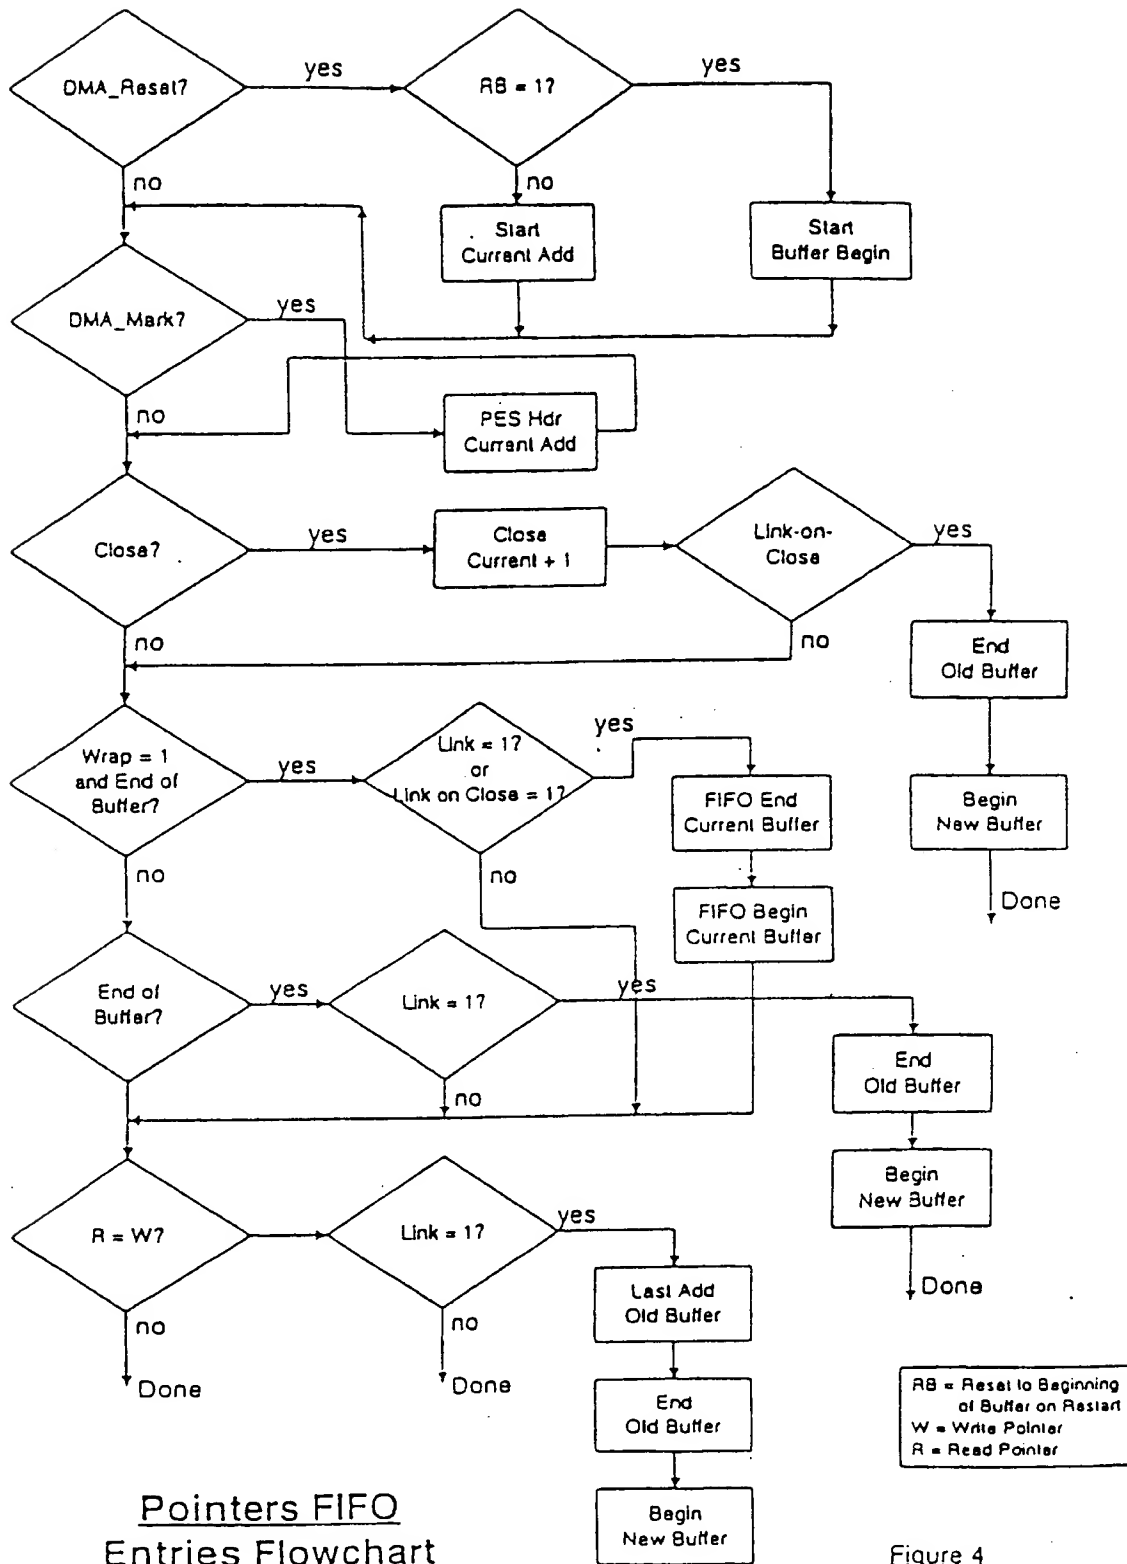 DMA_Reset?
yes
RB = 1?
yes
no
no
Start
Current Add
Start
Buffer Begin
DMA_Mark?
yes
no
PES Hdr
Current Add
Close?
yes
Close
Current + 1
Link-on-
Close
yes
no
no
End
Old Buffer
Wrap = 1
and End of
Buffer?
yes
Link = 1?
or
Link on Close = 1?
yes
FIFO End
Current Buffer
Begin
New Buffer
no
no
FIFO Begin
Current Buffer
Done
End of
Buffer?
yes
Link = 1?
yes
End
Old Buffer
no
Begin
New Buffer
R = W?
Link = 1?
yes
Last Add
Old Buffer
Done
no
no
Done
Done
End
Old Buffer
RB = Reset to Beginning
of Buffer on Restart
W = Write Pointer
R = Read Pointer
Begin
New Buffer
Pointers FIFO
Entries Flowchart
Figure 4